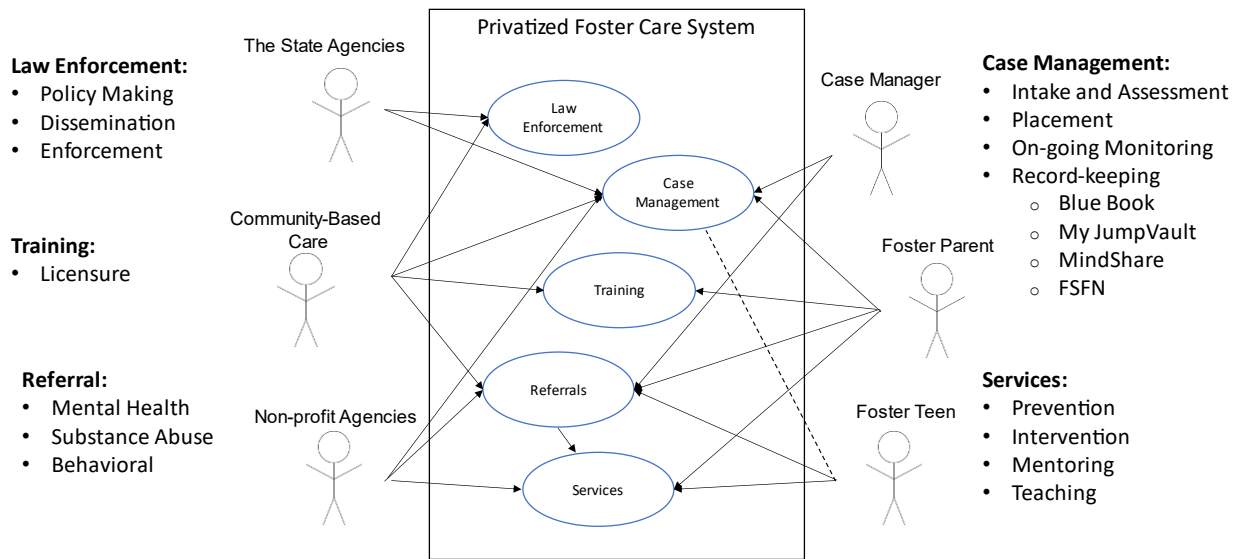 Privatized Foster Care System
The State Agencies
Law Enforcement:
• Policy Making
• Dissemination
• Enforcement
Community-Based
Care
Training:
• Licensure
Non-profit Agencies
Referral:
• Mental Health
• Substance Abuse
• Behavioral
Law
Enforcement
Case
Management
Training
Referrals
Services
Case Manager
Foster Parent
Foster Teen
Case Management:
• Intake and Assessment
• Placement
• On-going Monitoring
• Record-keeping
o Blue Book
o My JumpVault
o MindShare
o FSFN
Services:
• Prevention
• Intervention
• Mentoring
• Teaching